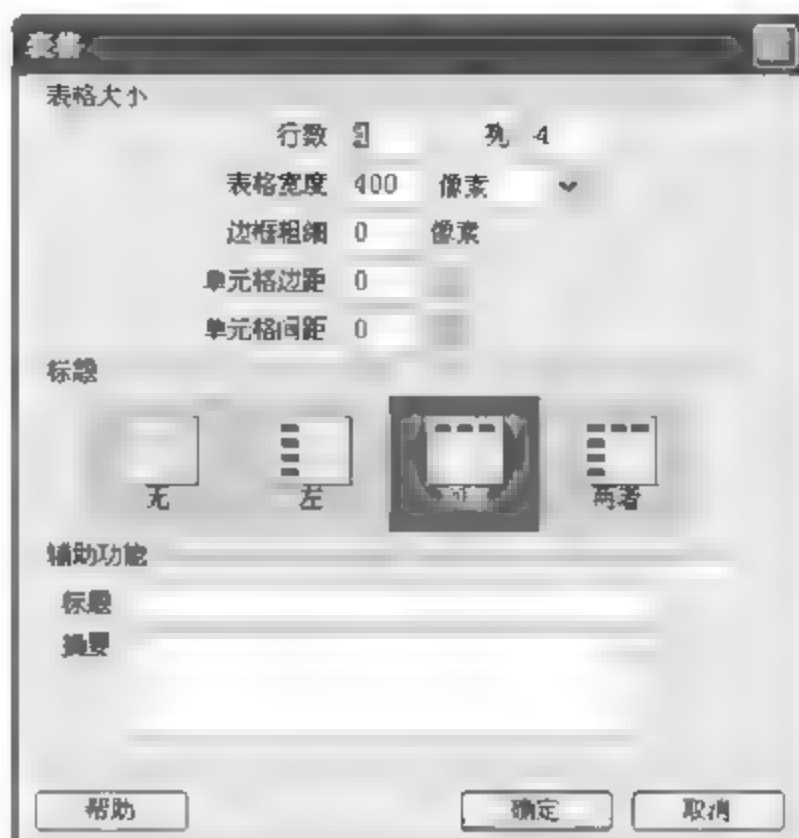 表格
表格大小
行数 列 4
表格宽度 400 像素
边框粗细 0 像素
单元格边距 0
单元格间距 0
标题
无 左 两者
辅助功能
标题
摘要
帮助 确定 取消